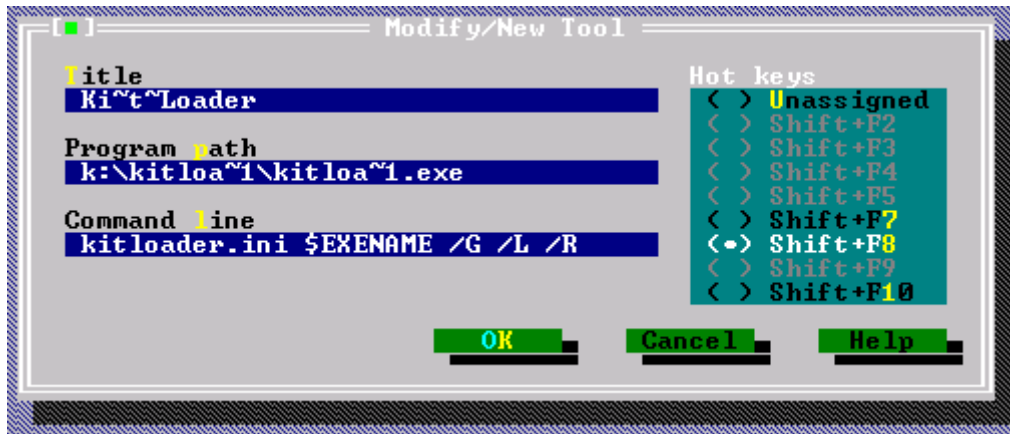 [■] Modify/New Tool
Title
Ki~t~Loader
Program path
k:\kitloa~1\kitloa~1.exe
Command line
kitloader.ini $EXENAME /G /L /R
Hot keys
( ) Unassigned
( ) Shift+F2
( ) Shift+F3
( ) Shift+F4
( ) Shift+F5
( ) Shift+F7
(•) Shift+F8
( ) Shift+F9
( ) Shift+F10
OK Cancel Help